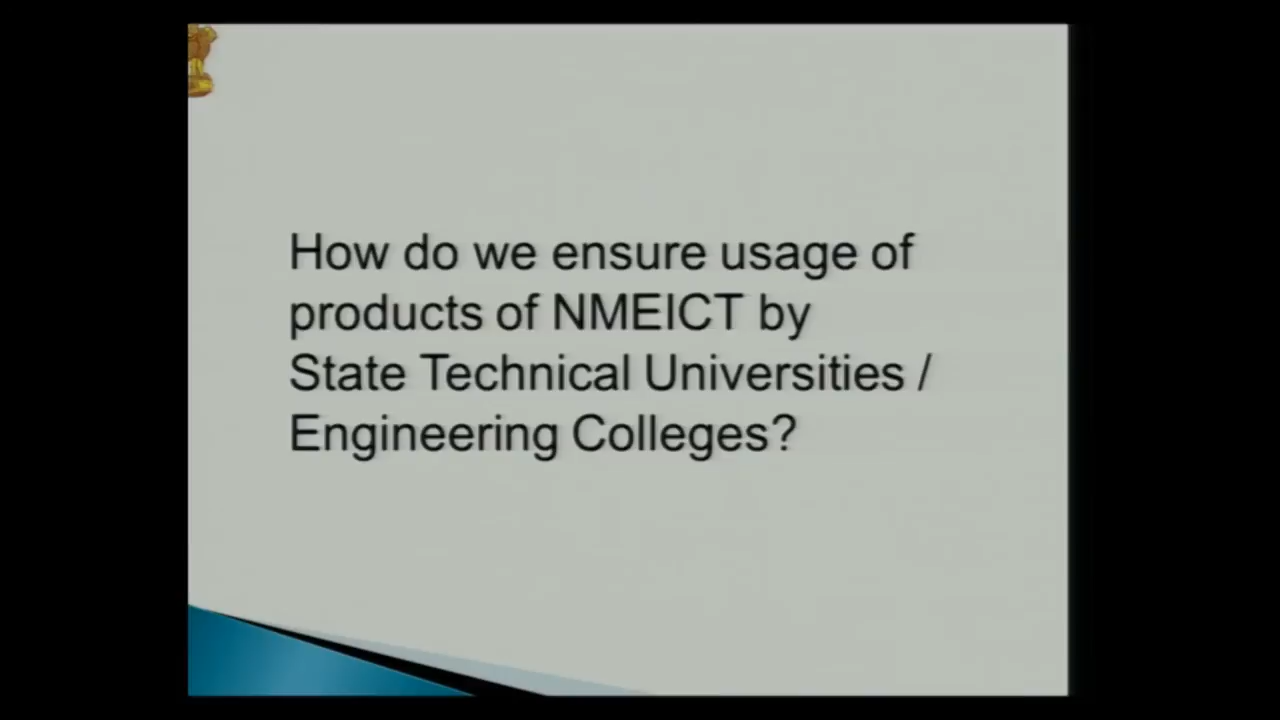 How do we ensure usage of
products of NMEICT by
State Technical Universities /
Engineering Colleges?